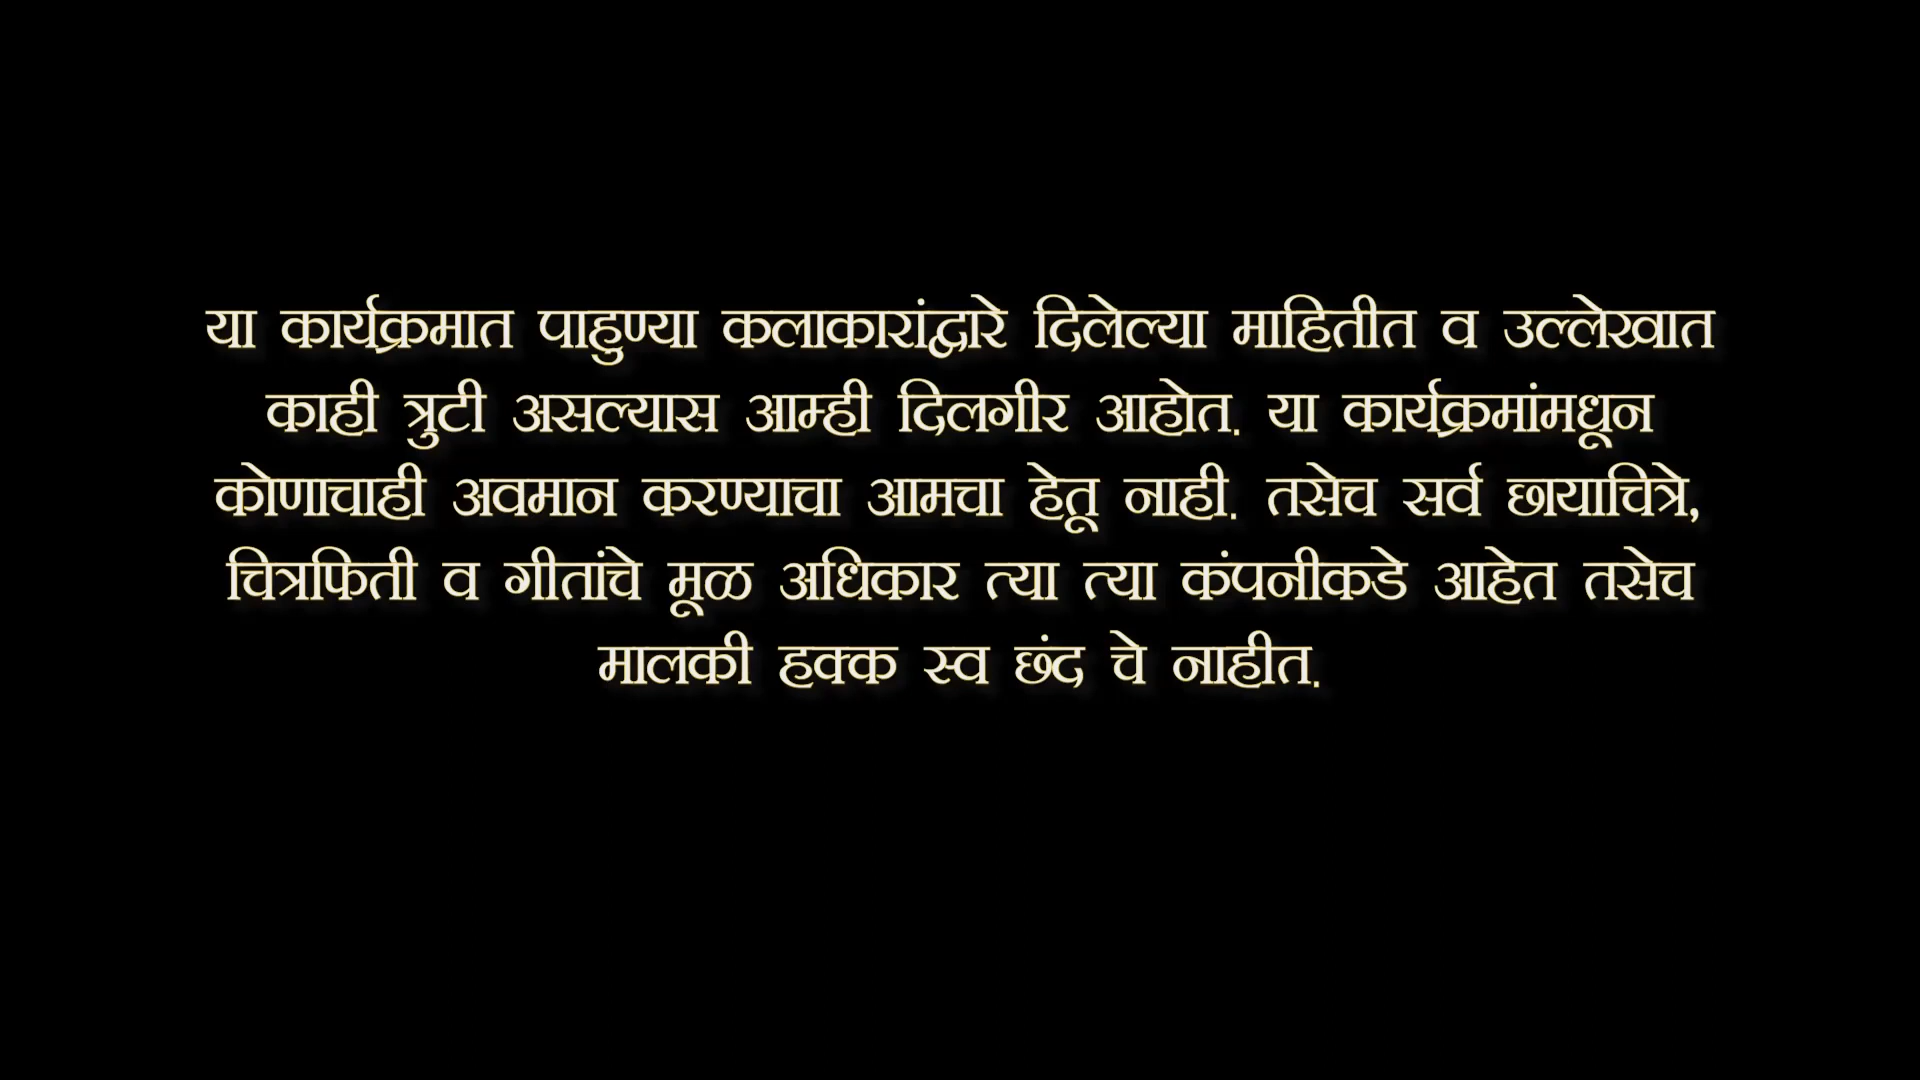 या कार्यक्रमात पाहुण्या कलाकारांद्वारे दिलेल्या माहितीत व उल्लेखात
काही त्रुटी असल्यास आम्ही दिलगीर आहोत. या कार्यक्रमांमधून
कोणाचाही अवमान करण्याचा आमचा हेतू नाही. तसेच सर्व छायाचित्रे,
चित्रफिती व गीतांचे मूळ अधिकार त्या त्या कंपनीकडे आहेत तसेच
मालकी हक्क स्व छंद चे नाहीत.